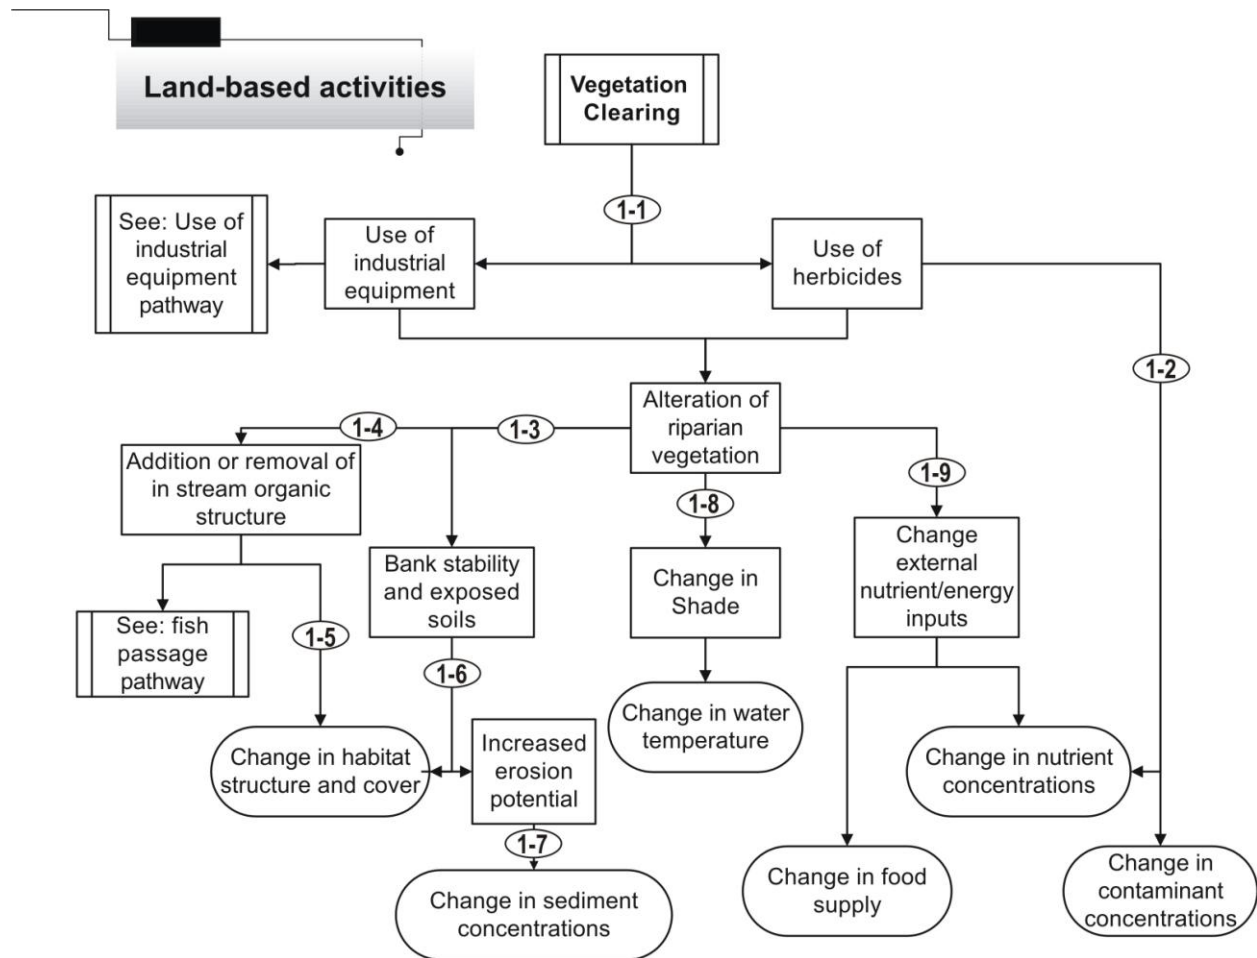 Land-based activities
Vegetation
Clearing
1-1
See: Use of
industrial
equipment
pathway
Use of
industrial
equipment
Use of
herbicides
1-2
Alteration of
riparian
vegetation
1-4
1-3
Addition or removal of
in stream organic
structure
1-8
1-9
Bank stability
and exposed
soils
Change in
Shade
Change
external
nutrient/energy
inputs
See: fish
passage
pathway
1-5
1-6
Change in habitat
structure and cover
Increased
erosion
potential
Change in water
temperature
Change in nutrient
concentrations
1-7
Change in sediment
concentrations
Change in food
supply
Change in
contaminant
concentrations